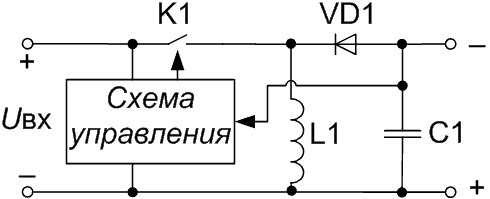 K1
VD1
+
–
Схема
управления
Uвх
L1
C1
–
+